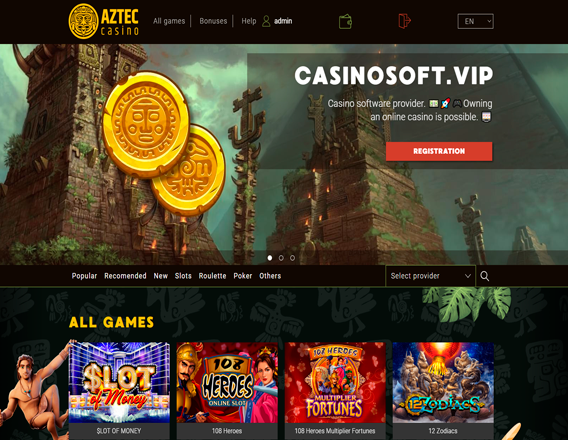 AZTEC
casino
All games
Bonuses
Help
admin
EN
CASINOSOFT.VIP
Casino software provider. 🎰 🚀 🎮 Owning
an online casino is possible. 🎰
REGISTRATION
Popular Recomended New Slots Roulette Poker Others
Select provider
ALL GAMES
$LOT
of Money
108
HEROES
ONLINE SLOT
108 HEROES
MULTIPLIER
FORTUNES
12 ZODIACS
$LOT OF MONEY
108 Heroes
108 Heroes Multiplier Fortunes
12 Zodiacs